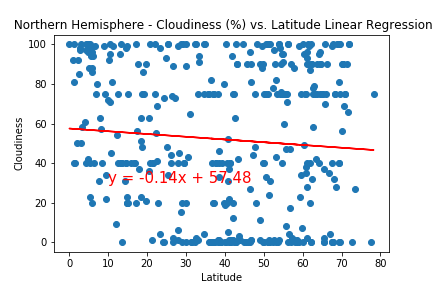 Northern Hemisphere - Cloudiness (%) vs. Latitude Linear Regression
100
80
60
40
20
0
Cloudiness
y = -0.14x + 57.48
0 10 20 30 40 50 60 70 80
Latitude